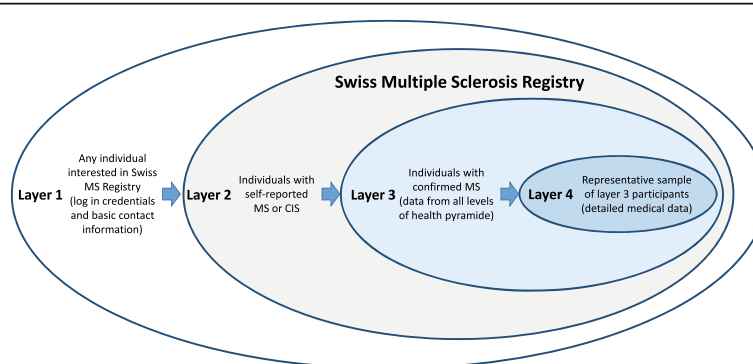 Swiss Multiple Sclerosis Registry
Layer 1
Any individual
interested in Swiss
MS Registry
(log in credentials
and basic contact
information)
Layer 2
Individuals with
self-reported
MS or CIS
Layer 3
Individuals with
confirmed MS
(data from all levels
of health pyramide)
Layer 4
Representative sample
of layer 3 participants
(detailed medical data)